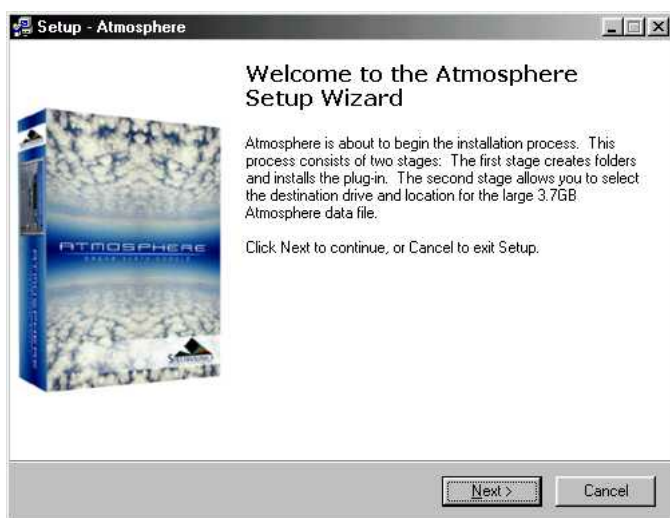 Setup - Atmosphere
Welcome to the Atmosphere
Setup Wizard
Atmosphere is about to begin the installation process. This
process consists of two stages: The first stage creates folders
and installs the plug-in. The second stage allows you to select
the destination drive and location for the large 3.7GB
Atmosphere data file.
Click Next to continue, or Cancel to exit Setup.
ATMOSPHERE
ATMOSPHERE
SPECTRASONICS
Next >
Cancel